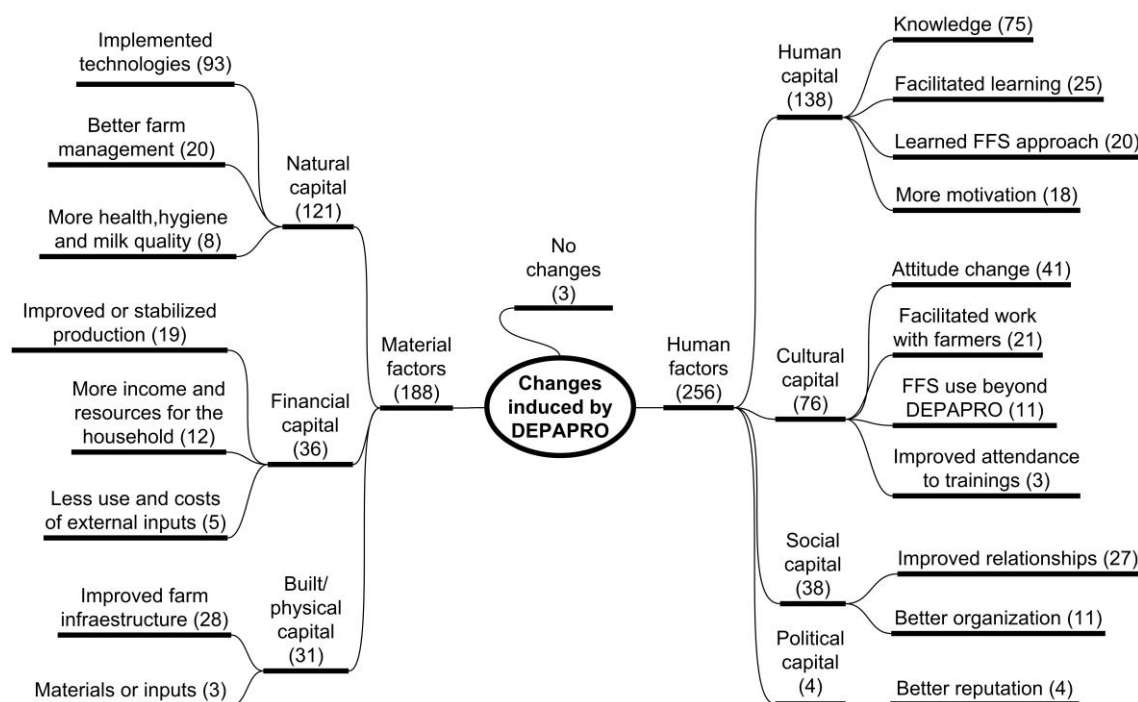 Implemented
technologies (93)
Better farm
management (20)
More health,hygiene
and milk quality (8)
Natural
capital
(121)
Improved or stabilized
production (19)
More income and
resources for the
household (12)
Less use and costs
of external inputs (5)
Financial
capital
(36)
Improved farm
infraestructure (28)
Materials or inputs (3)
Built/
physical
capital
(31)
Material
factors
(188)
No
changes
(3)
Changes
induced by
DEPAPRO
Human
factors
(256)
Human
capital
(138)
Knowledge (75)
Facilitated learning (25)
Learned FFS approach (20)
More motivation (18)
Cultural
capital
(76)
Attitude change (41)
Facilitated work
with farmers (21)
FFS use beyond
DEPAPRO (11)
Improved attendance
to trainings (3)
Social
capital
(38)
Improved relationships (27)
Better organization (11)
Political
capital
(4)
Better reputation (4)